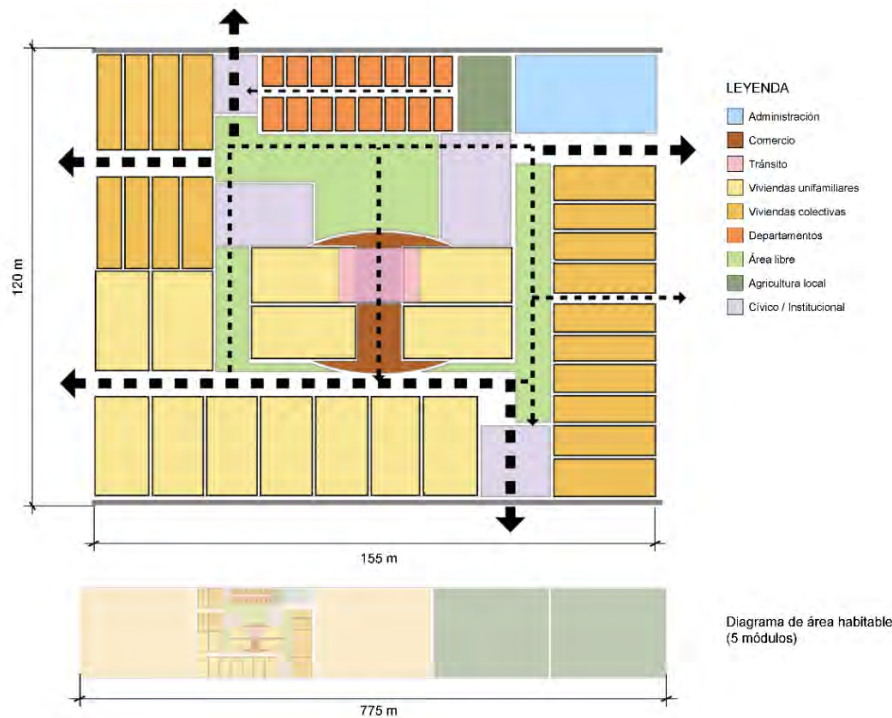 LEYENDA
Administración
Comercio
Tránsito
Viviendas unifamiliares
Viviendas colectivas
Departamentos
Área libre
Agricultura local
Cívico / Institucional
120 m
155 m
Diagrama de área habitable
(5 módulos)
775 m